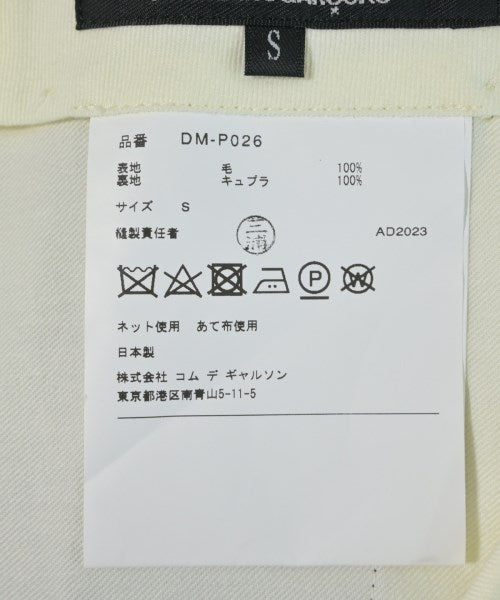 S
品番 DM-P026
表地 毛 100%
裏地 キュプラ 100%
サイズ S
縫製責任者 三浦 AD2023
P W
ネット使用 あて布使用
日本製
株式会社 コム デ ギャルソン
東京都港区南青山5-11-5